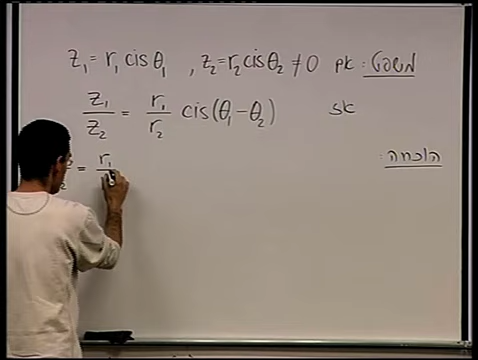 משפט: אם z₁ = r₁ cis θ₁ , z₂ = r₂ cis θ₂ ≠ 0
אז z₁/z₂ = r₁/r₂ cis(θ₁ − θ₂)
הוכחה:
= r₁